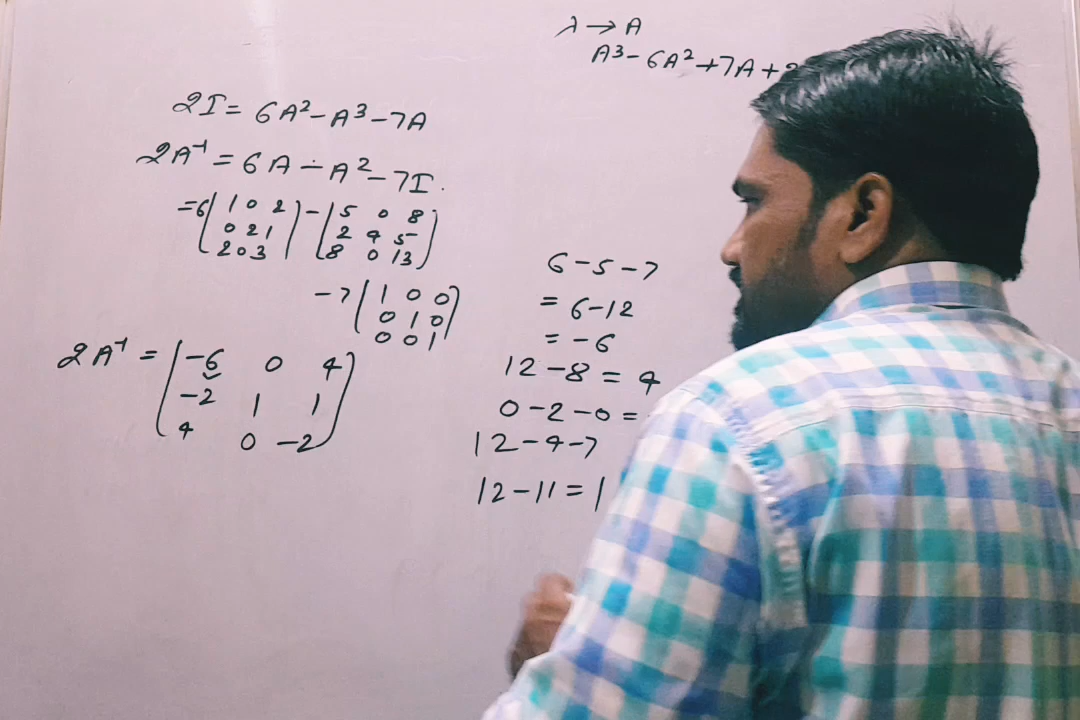 λ → A
A³ - 6A² + 7A +
2I = 6A² - A³ - 7A
2A⁻¹ = 6A - A² - 7I.
= 6 ( 1 0 2 ) - ( 5 0 8 )
0 2 1 2 4 5
2 0 3 8 0 13
- 7 ( 1 0 0 )
0 1 0
0 0 1
2A⁻¹ = ( -6 0 4 )
-2 1 1
4 0 -2
6 - 5 - 7
= 6 - 12
= - 6
12 - 8 = 4
0 - 2 - 0 =
12 - 4 - 7
12 - 11 = 1